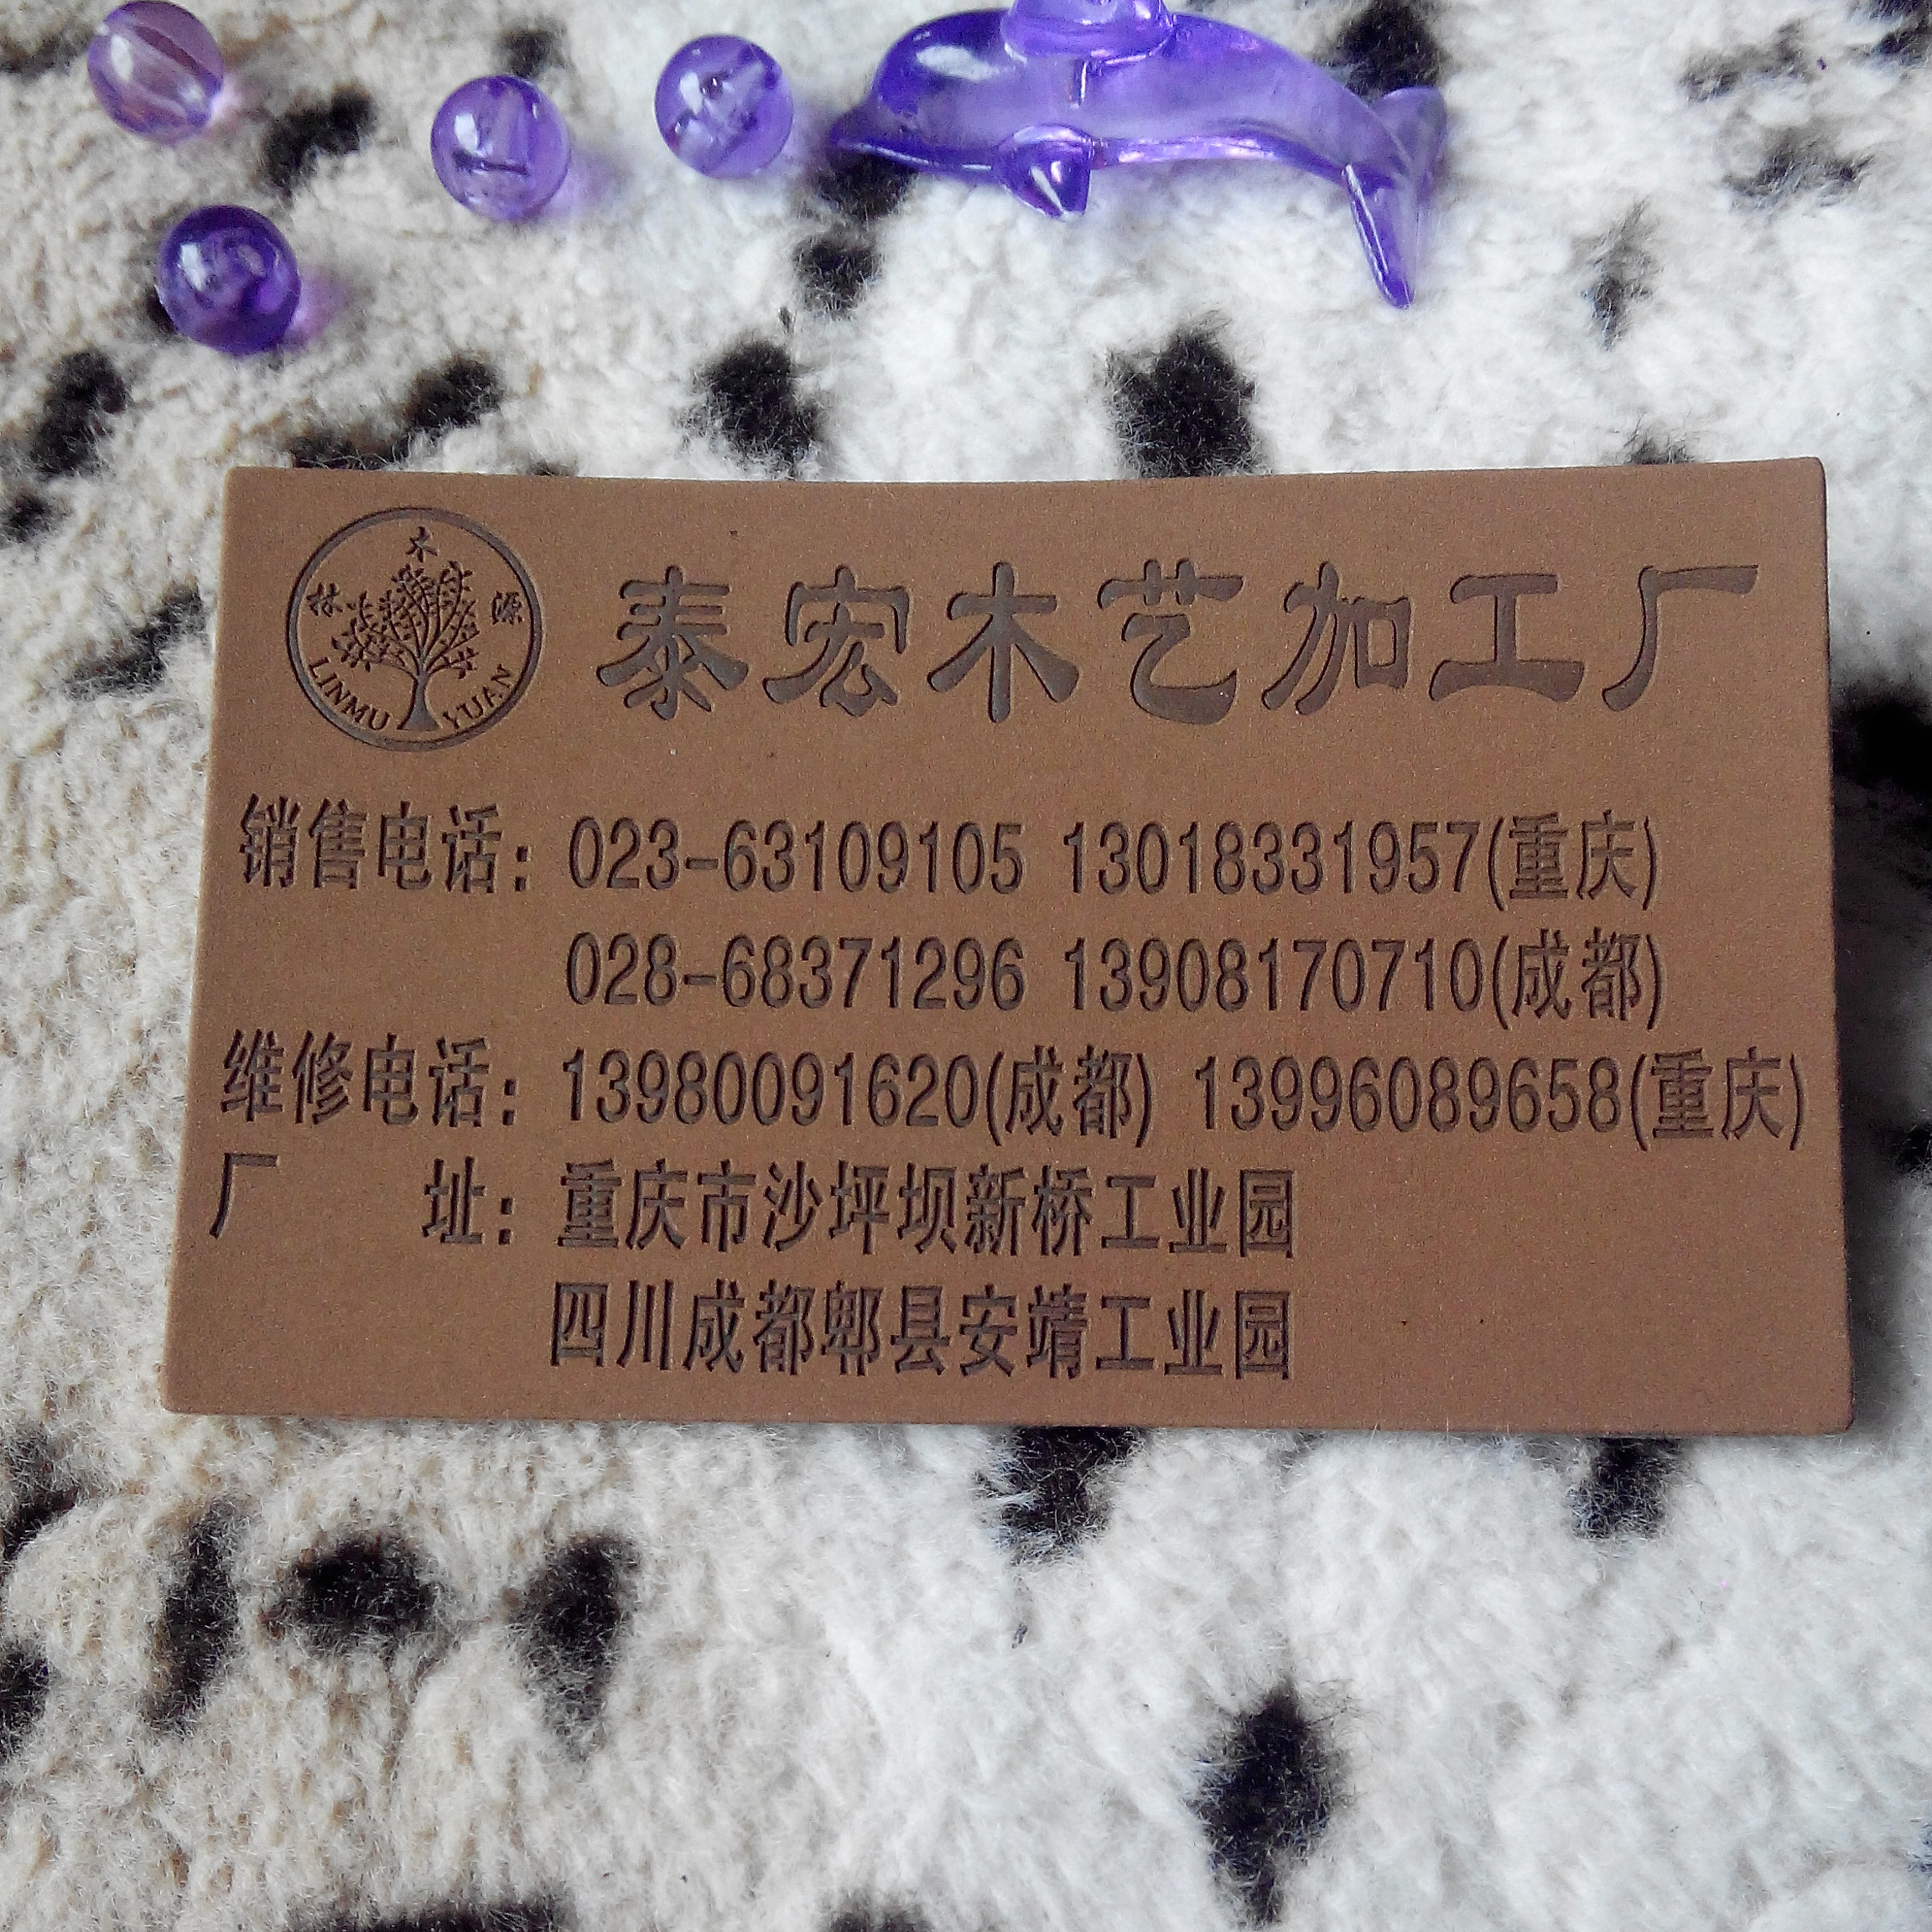 林木源
LINMU YUAN
泰宏木艺加工厂
销售电话：023-63109105 13018331957(重庆)
028-68371296 13908170710(成都)
维修电话：13980091620(成都) 13996089658(重庆)
厂 址：重庆市沙坪坝新桥工业园
四川成都郫县安靖工业园